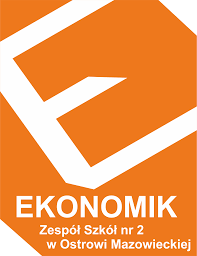 EKONOMIK
Zespół Szkół nr 2
w Ostrowi Mazowieckiej